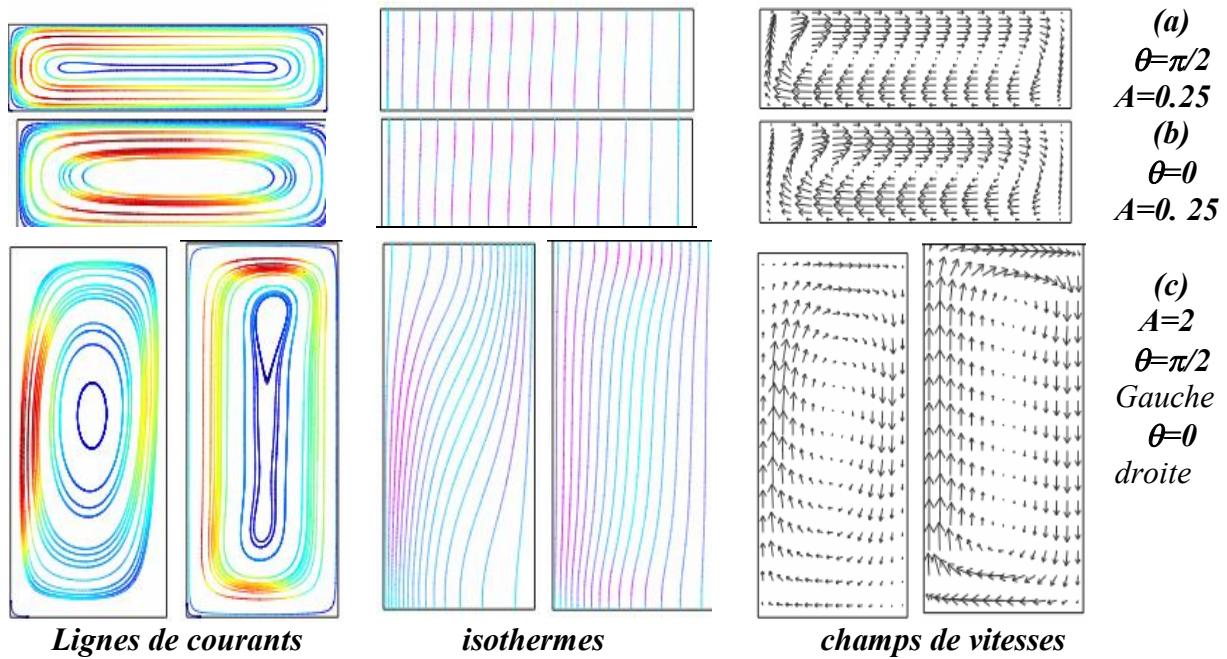 (a)
θ=π/2
A=0.25
(b)
θ=0
A=0. 25
(c)
A=2
θ=π/2
Gauche
θ=0
droite
Lignes de courants isothermes champs de vitesses